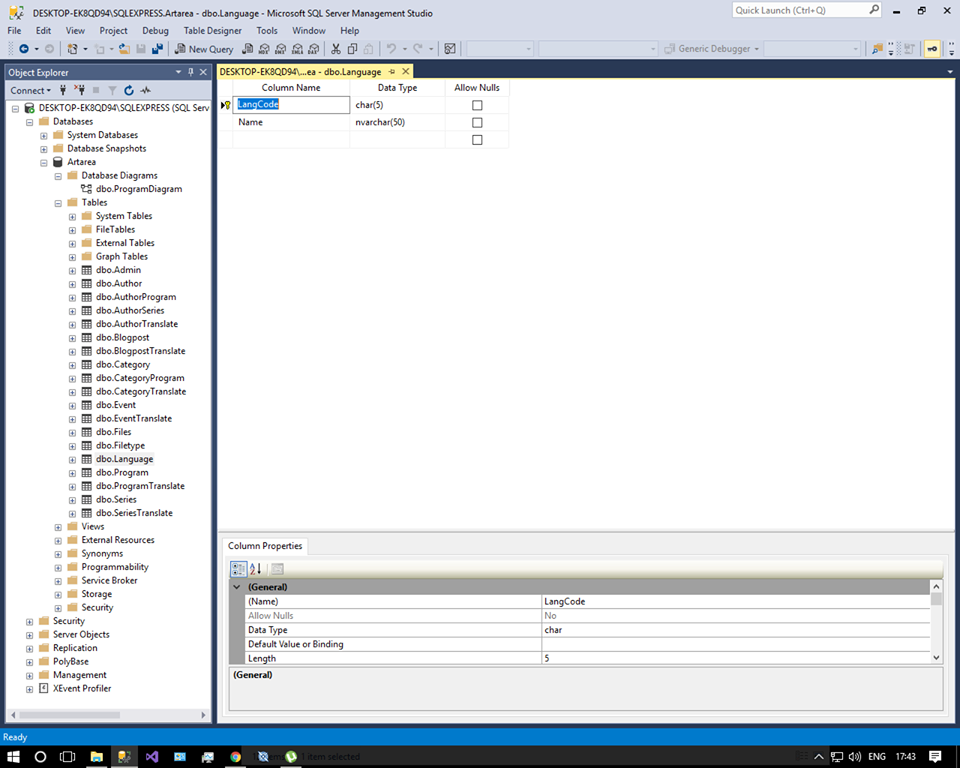 DESKTOP-EK8QD94\SQLEXPRESS.Artarea - dbo.Language - Microsoft SQL Server Management Studio
Quick Launch (Ctrl+Q)
File Edit View Project Debug Table Designer Tools Window Help
New Query
Generic Debugger
Object Explorer
Connect
DESKTOP-EK8QD94\SQLEXPRESS (SQL Serv
Databases
System Databases
Database Snapshots
Artarea
Database Diagrams
dbo.ProgramDiagram
Tables
System Tables
FileTables
External Tables
Graph Tables
dbo.Admin
dbo.Author
dbo.AuthorProgram
dbo.AuthorSeries
dbo.AuthorTranslate
dbo.Blogpost
dbo.BlogpostTranslate
dbo.Category
dbo.CategoryProgram
dbo.CategoryTranslate
dbo.Event
dbo.EventTranslate
dbo.Files
dbo.Filetype
dbo.Language
dbo.Program
dbo.ProgramTranslate
dbo.Series
dbo.SeriesTranslate
Views
External Resources
Synonyms
Programmability
Service Broker
Storage
Security
Security
Server Objects
Replication
PolyBase
Management
XEvent Profiler
DESKTOP-EK8QD94\...ea - dbo.Language
Column Name Data Type Allow Nulls
LangCode char(5)
Name nvarchar(50)
Column Properties
(General)
(Name) LangCode
Allow Nulls No
Data Type char
Default Value or Binding
Length 5
(General)
Ready
1 item selected
ENG 17:43